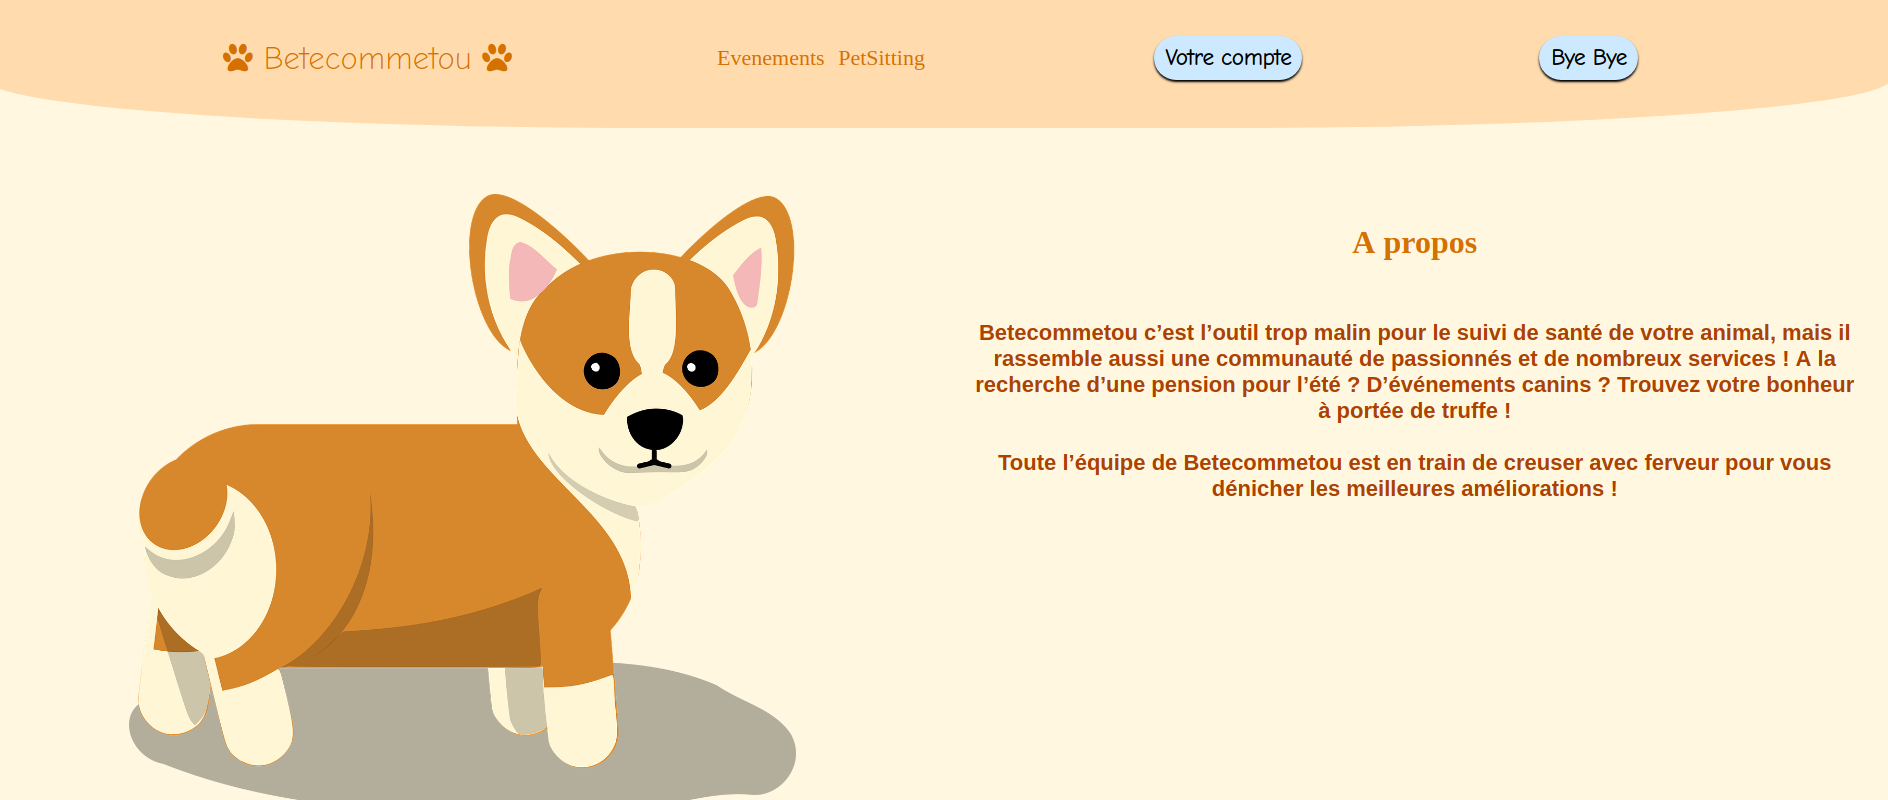 Betecommetou
Evenements PetSitting
Votre compte
Bye Bye
A propos
Betecommetou c’est l’outil trop malin pour le suivi de santé de votre animal, mais il
rassemble aussi une communauté de passionnés et de nombreux services ! A la
recherche d’une pension pour l’été ? D’événements canins ? Trouvez votre bonheur
à portée de truffe !
Toute l’équipe de Betecommetou est en train de creuser avec ferveur pour vous
dénicher les meilleures améliorations !